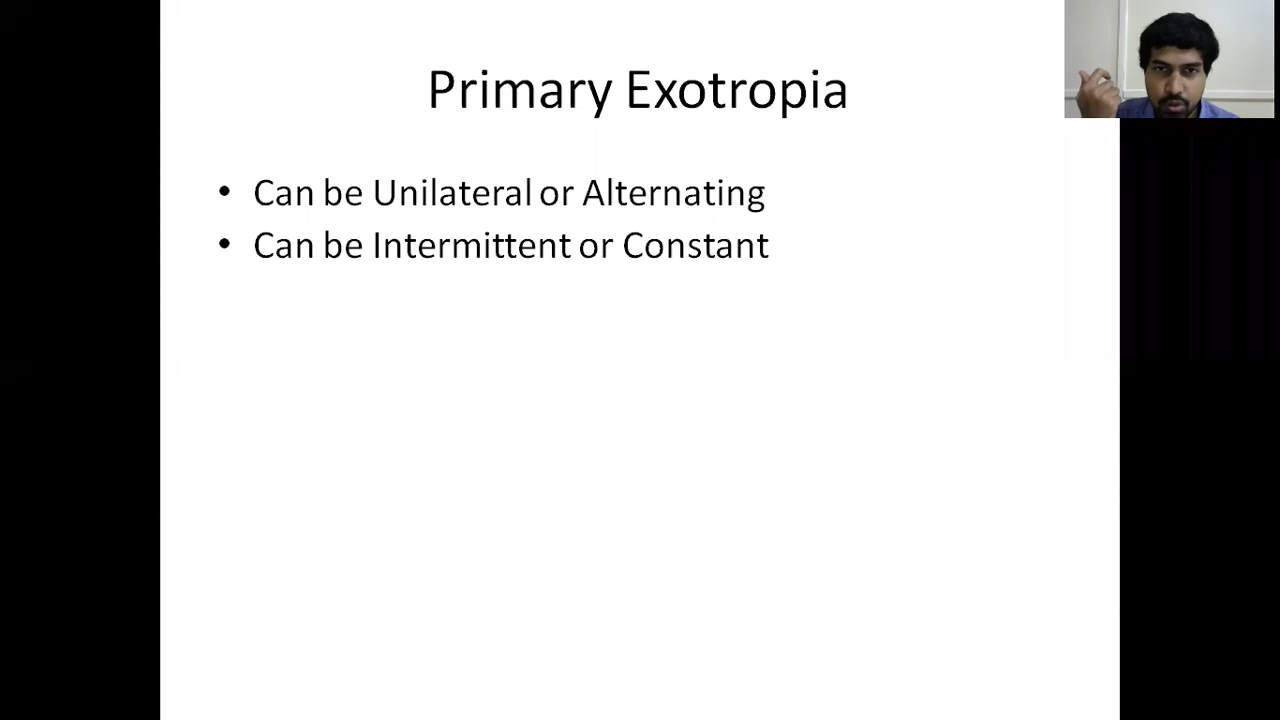 Primary Exotropia
• Can be Unilateral or Alternating
• Can be Intermittent or Constant